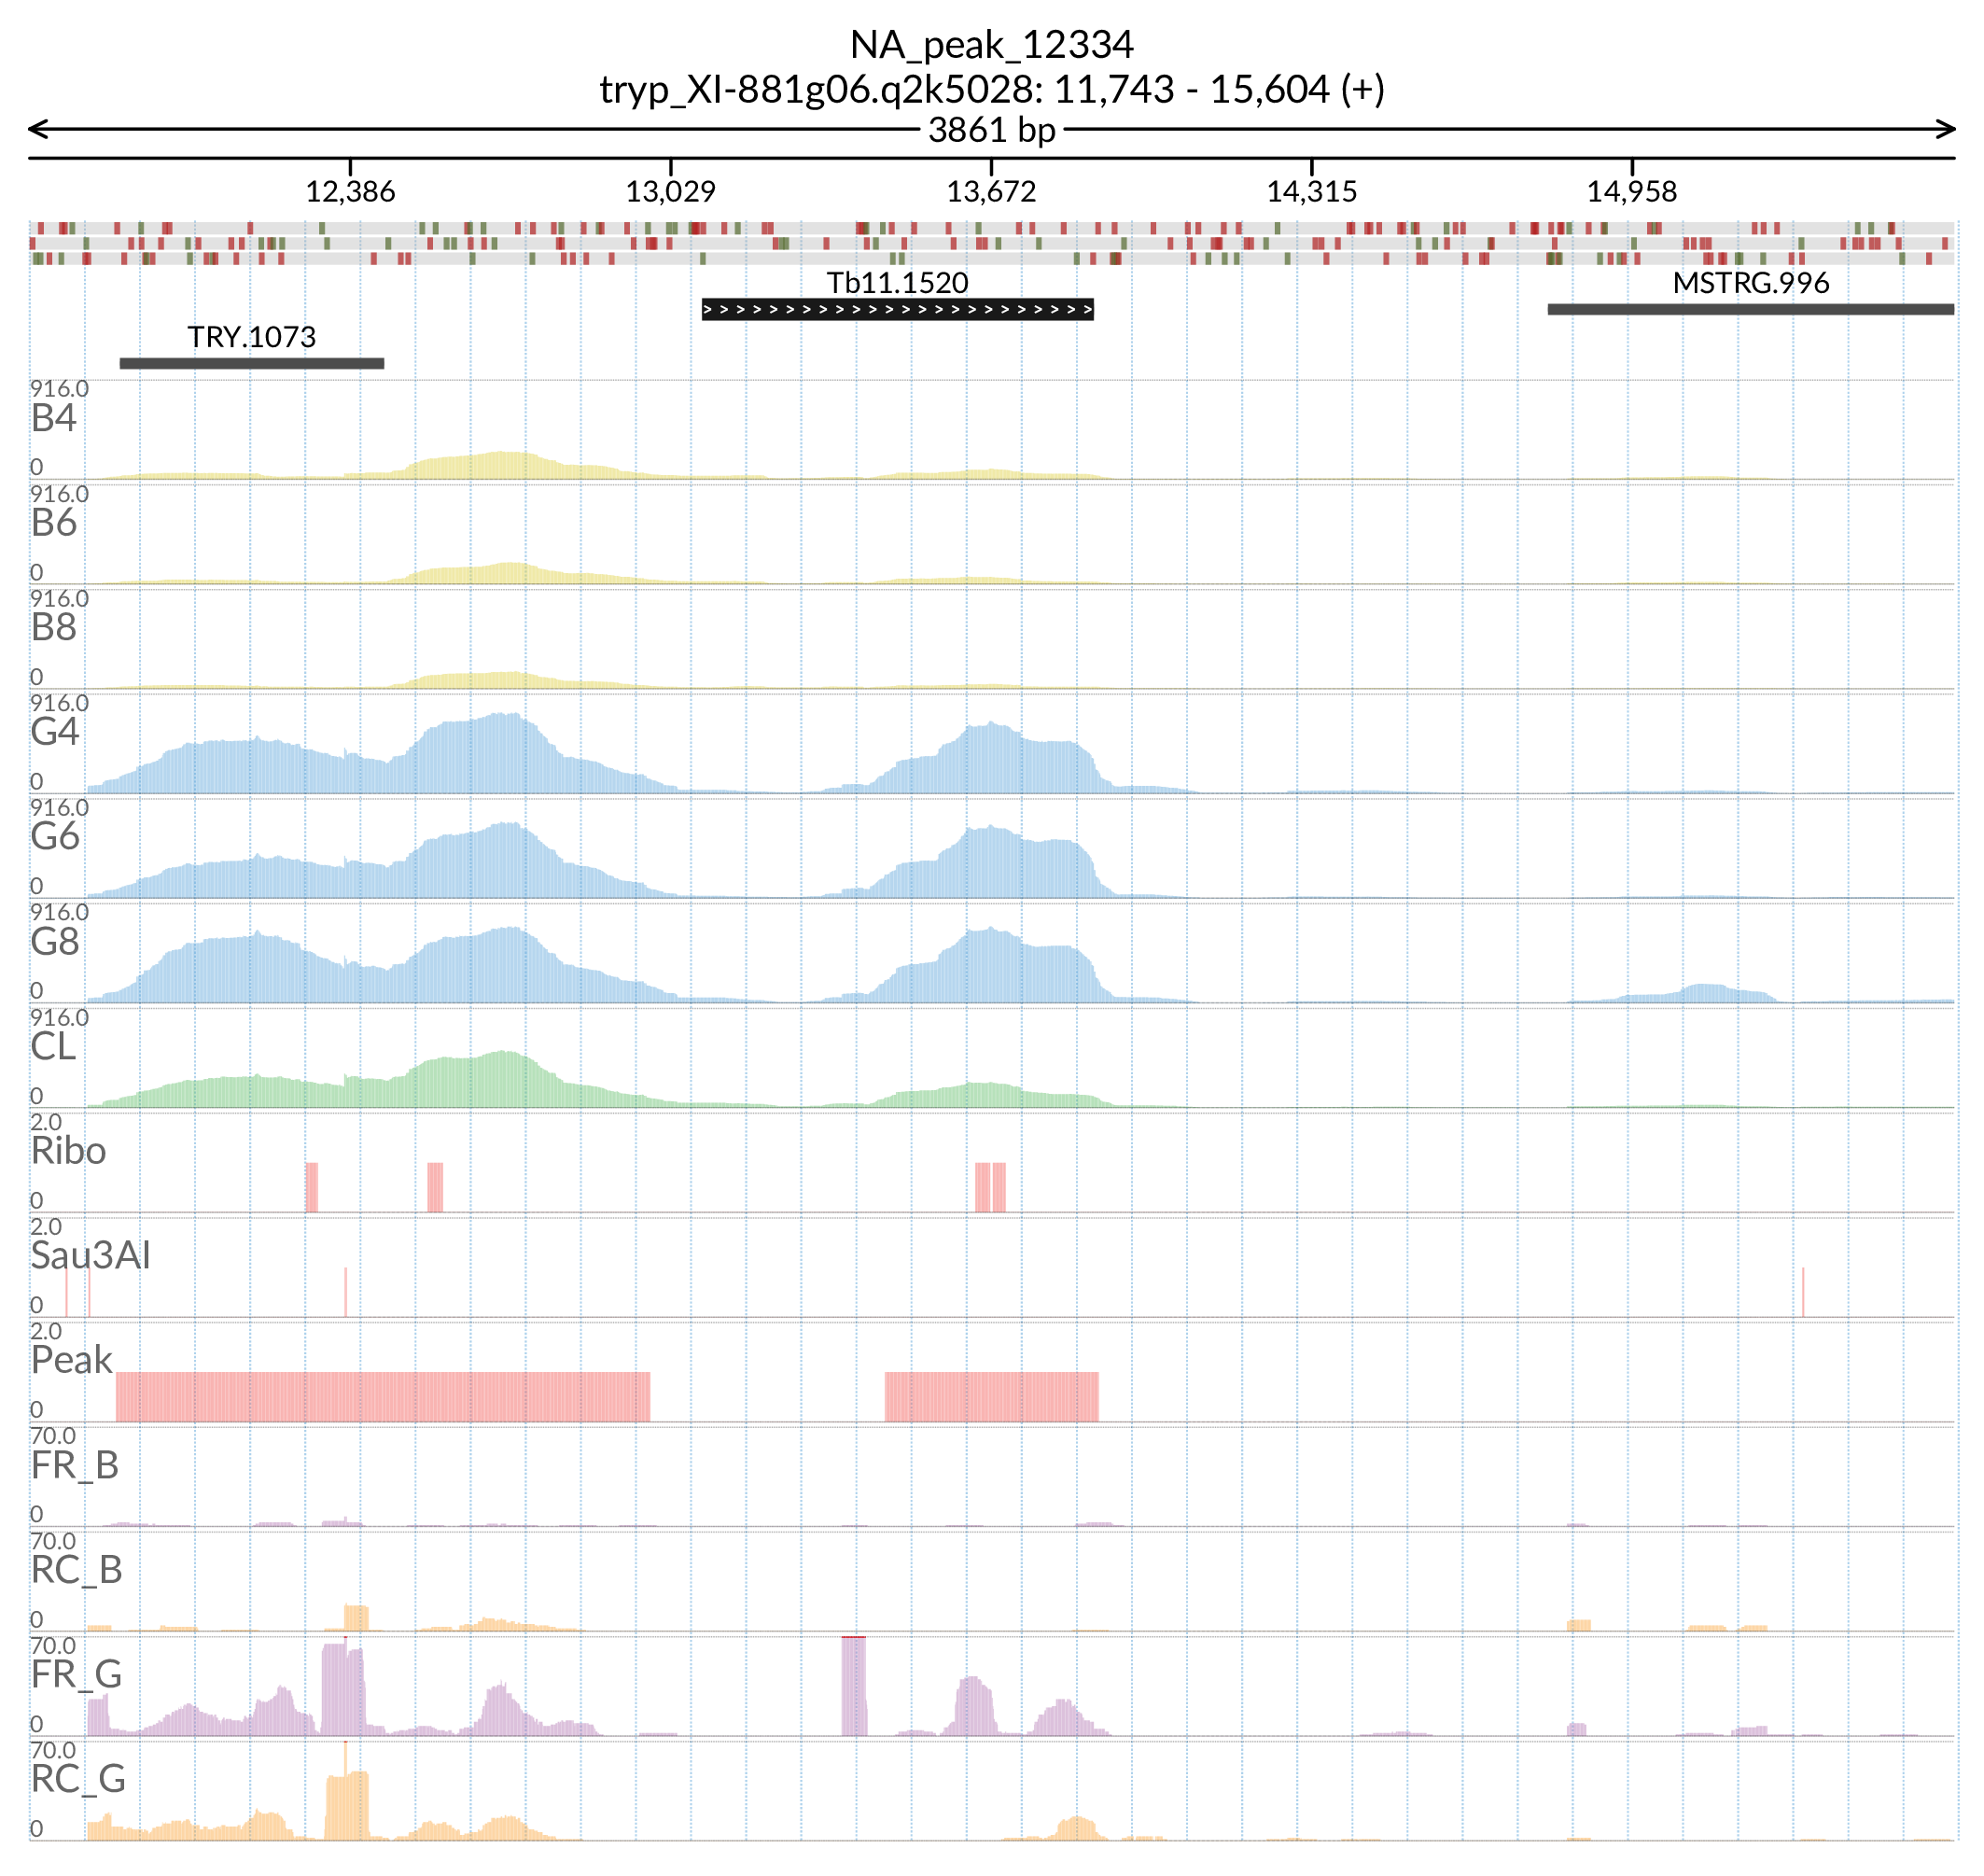 NA_peak_12334
tryp_XI-881g06.q2k5028: 11,743 - 15,604 (+)
3861 bp
12,386 13,029 13,672 14,315 14,958
Tb11.1520 MSTRG.996
> > > > > > > > > > > > > > > > > > > > > > > >
TRY.1073
916.0
B4
0
916.0
B6
0
916.0
B8
0
916.0
G4
0
916.0
G6
0
916.0
G8
0
916.0
CL
0
2.0
Ribo
0
2.0
Sau3AI
0
2.0
Peak
0
70.0
FR_B
0
70.0
RC_B
0
70.0
FR_G
0
70.0
RC_G
0